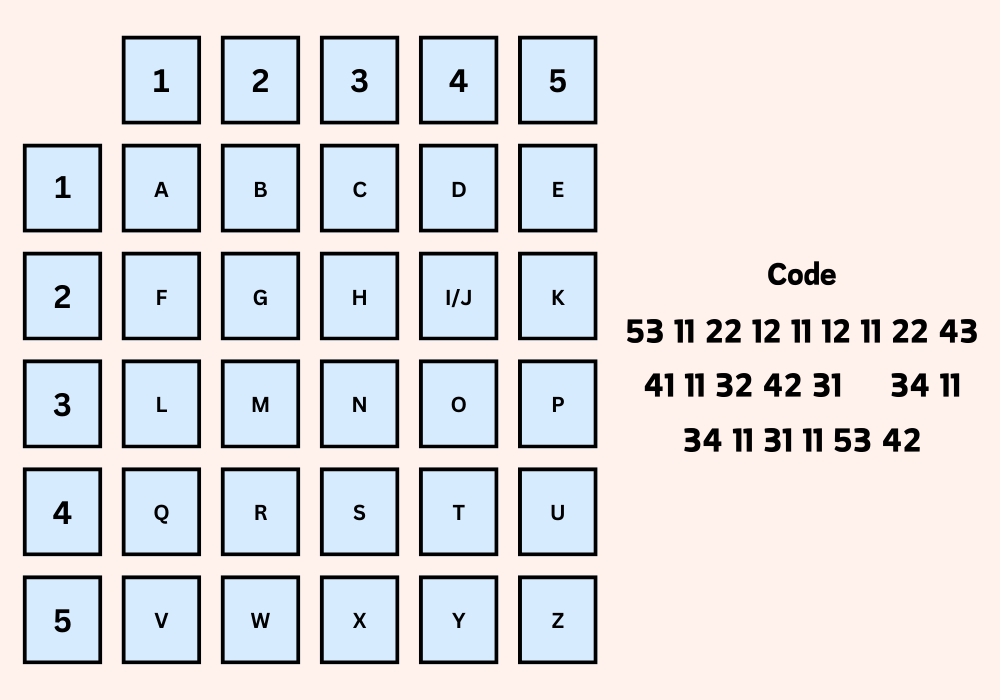 1 2 3 4 5
1 A B C D E
2 F G H I/J K
3 L M N O P
4 Q R S T U
5 V W X Y Z
Code
53 11 22 12 11 12 11 22 43
41 11 32 42 31 34 11
34 11 31 11 53 42